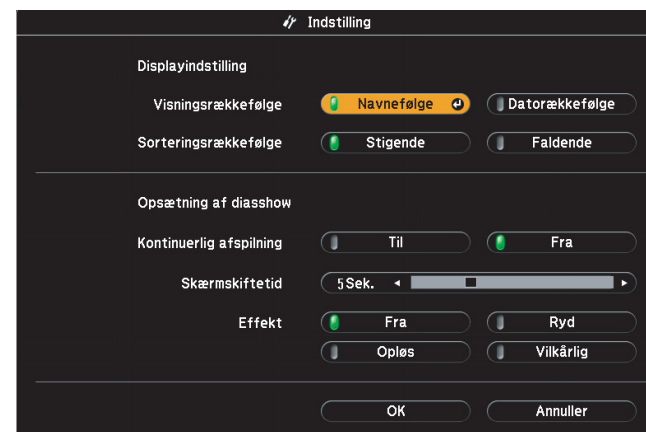 Indstilling
Displayindstilling
Visningsrækkefølge Navnefølge Datorækkefølge
Sorteringsrækkefølge Stigende Faldende
Opsætning af diasshow
Kontinuerlig afspilning Til Fra
Skærmskiftetid 5Sek.
Effekt Fra Ryd
Opløs Vilkårlig
OK Annuller